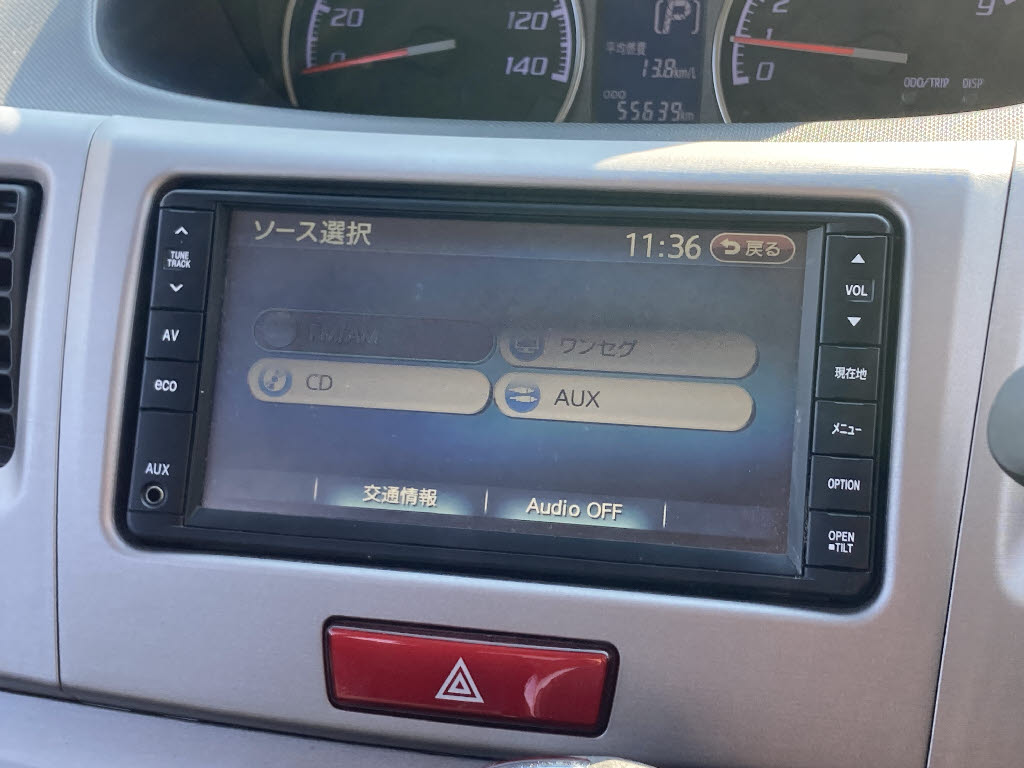 20
0
120
140
P
平均燃費
13.8km/L
ODO
55639km
2
1
0
ODO/TRIP DISP
ソース選択
11:36
戻る
FM/AM
ワンセグ
CD
AUX
交通情報
Audio OFF
TUNE
TRACK
AV
eco
AUX
VOL
現在地
メニュー
OPTION
OPEN
■TILT